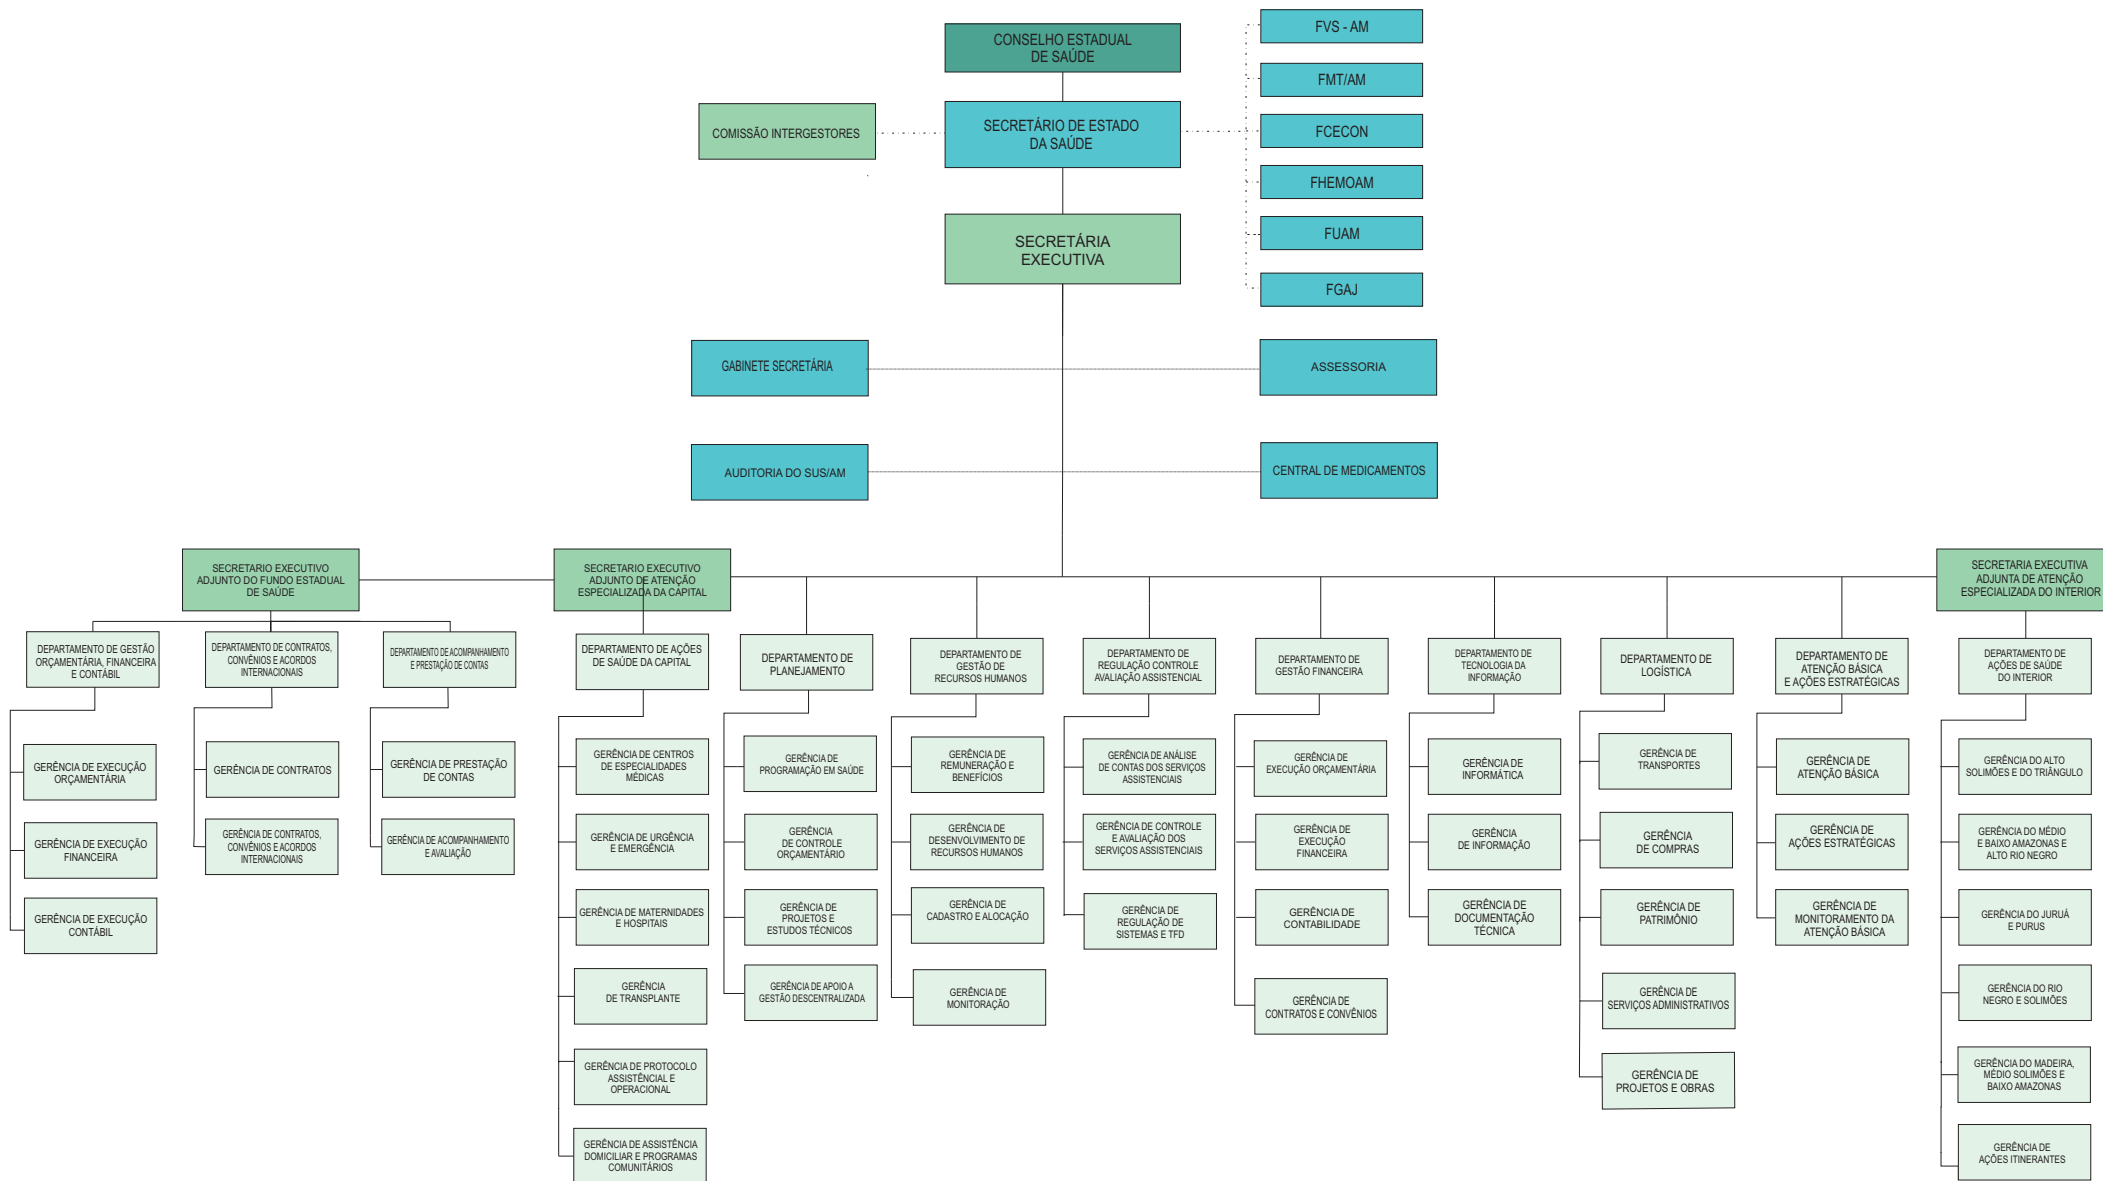 CONSELHO ESTADUAL
DE SAÚDE
FVS - AM
FMT/AM
FCECON
FHEMOAM
FUAM
FGAJ
COMISSÃO INTERGESTORES
SECRETÁRIO DE ESTADO
DA SAÚDE
SECRETÁRIA
EXECUTIVA
GABINETE SECRETÁRIA
ASSESSORIA
AUDITORIA DO SUS/AM
CENTRAL DE MEDICAMENTOS
SECRETARIO EXECUTIVO
ADJUNTO DO FUNDO ESTADUAL
DE SAÚDE
SECRETARIO EXECUTIVO
ADJUNTO DE ATENÇÃO
ESPECIALIZADA DA CAPITAL
SECRETARIA EXECUTIVA
ADJUNTA DE ATENÇÃO
ESPECIALIZADA DO INTERIOR
DEPARTAMENTO DE GESTÃO
ORÇAMENTÁRIA, FINANCEIRA
E CONTÁBIL
DEPARTAMENTO DE CONTRATOS,
CONVÊNIOS E ACORDOS
INTERNACIONAIS
DEPARTAMENTO DE ACOMPANHAMENTO
E PRESTAÇÃO DE CONTAS
DEPARTAMENTO DE AÇÕES
DE SAÚDE DA CAPITAL
DEPARTAMENTO DE
PLANEJAMENTO
DEPARTAMENTO DE
GESTÃO DE
RECURSOS HUMANOS
DEPARTAMENTO DE
REGULAÇÃO CONTROLE
AVALIAÇÃO ASSISTENCIAL
DEPARTAMENTO DE
GESTÃO FINANCEIRA
DEPARTAMENTO DE
TECNOLOGIA DA
INFORMAÇÃO
DEPARTAMENTO DE
LOGÍSTICA
DEPARTAMENTO DE
ATENÇÃO BÁSICA
E AÇÕES ESTRATÉGICAS
DEPARTAMENTO DE
AÇÕES DE SAÚDE
DO INTERIOR
GERÊNCIA DE EXECUÇÃO
ORÇAMENTÁRIA
GERÊNCIA DE EXECUÇÃO
FINANCEIRA
GERÊNCIA DE EXECUÇÃO
CONTÁBIL
GERÊNCIA DE CONTRATOS
GERÊNCIA DE CONTRATOS,
CONVÊNIOS E ACORDOS
INTERNACIONAIS
GERÊNCIA DE PRESTAÇÃO
DE CONTAS
GERÊNCIA DE ACOMPANHAMENTO
E AVALIAÇÃO
GERÊNCIA DE CENTROS
DE ESPECIALIDADES
MÉDICAS
GERÊNCIA DE URGÊNCIA
E EMERGÊNCIA
GERÊNCIA DE MATERNIDADES
E HOSPITAIS
GERÊNCIA
DE TRANSPLANTE
GERÊNCIA DE PROTOCOLO
ASSISTÊNCIAL E
OPERACIONAL
GERÊNCIA DE ASSISTÊNCIA
DOMICILIAR E PROGRAMAS
COMUNITÁRIOS
GERÊNCIA DE
PROGRAMAÇÃO EM SAÚDE
GERÊNCIA
DE CONTROLE
ORÇAMENTÁRIO
GERÊNCIA DE
PROJETOS E
ESTUDOS TÉCNICOS
GERÊNCIA DE APOIO A
GESTÃO DESCENTRALIZADA
GERÊNCIA DE
REMUNERAÇÃO E
BENEFÍCIOS
GERÊNCIA DE
DESENVOLVIMENTO DE
RECURSOS HUMANOS
GERÊNCIA DE
CADASTRO E ALOCAÇÃO
GERÊNCIA DE
MONITORAÇÃO
GERÊNCIA DE ANÁLISE
DE CONTAS DOS SERVIÇOS
ASSISTENCIAIS
GERÊNCIA DE CONTROLE
E AVALIAÇÃO DOS
SERVIÇOS ASSISTENCIAIS
GERÊNCIA DE
REGULAÇÃO DE
SISTEMAS E TFD
GERÊNCIA DE
EXECUÇÃO ORÇAMENTÁRIA
GERÊNCIA DE
EXECUÇÃO
FINANCEIRA
GERÊNCIA DE
CONTABILIDADE
GERÊNCIA DE
CONTRATOS E CONVÊNIOS
GERÊNCIA DE
INFORMÁTICA
GERÊNCIA
DE INFORMAÇÃO
GERÊNCIA DE
DOCUMENTAÇÃO
TÉCNICA
GERÊNCIA DE
TRANSPORTES
GERÊNCIA
DE COMPRAS
GERÊNCIA DE
PATRIMÔNIO
GERÊNCIA DE
SERVIÇOS ADMINISTRATIVOS
GERÊNCIA DE
PROJETOS E OBRAS
GERÊNCIA DE
ATENÇÃO BÁSICA
GERÊNCIA DE
AÇÕES ESTRATÉGICAS
GERÊNCIA DE
MONITORAMENTO DA
ATENÇÃO BÁSICA
GERÊNCIA DO ALTO
SOLIMÕES E DO TRIÂNGULO
GERÊNCIA DO MÉDIO
E BAIXO AMAZONAS E
ALTO RIO NEGRO
GERÊNCIA DO JURUÁ
E PURUS
GERÊNCIA DO RIO
NEGRO E SOLIMÕES
GERÊNCIA DO MADEIRA,
MÉDIO SOLIMÕES E
BAIXO AMAZONAS
GERÊNCIA DE
AÇÕES ITINERANTES